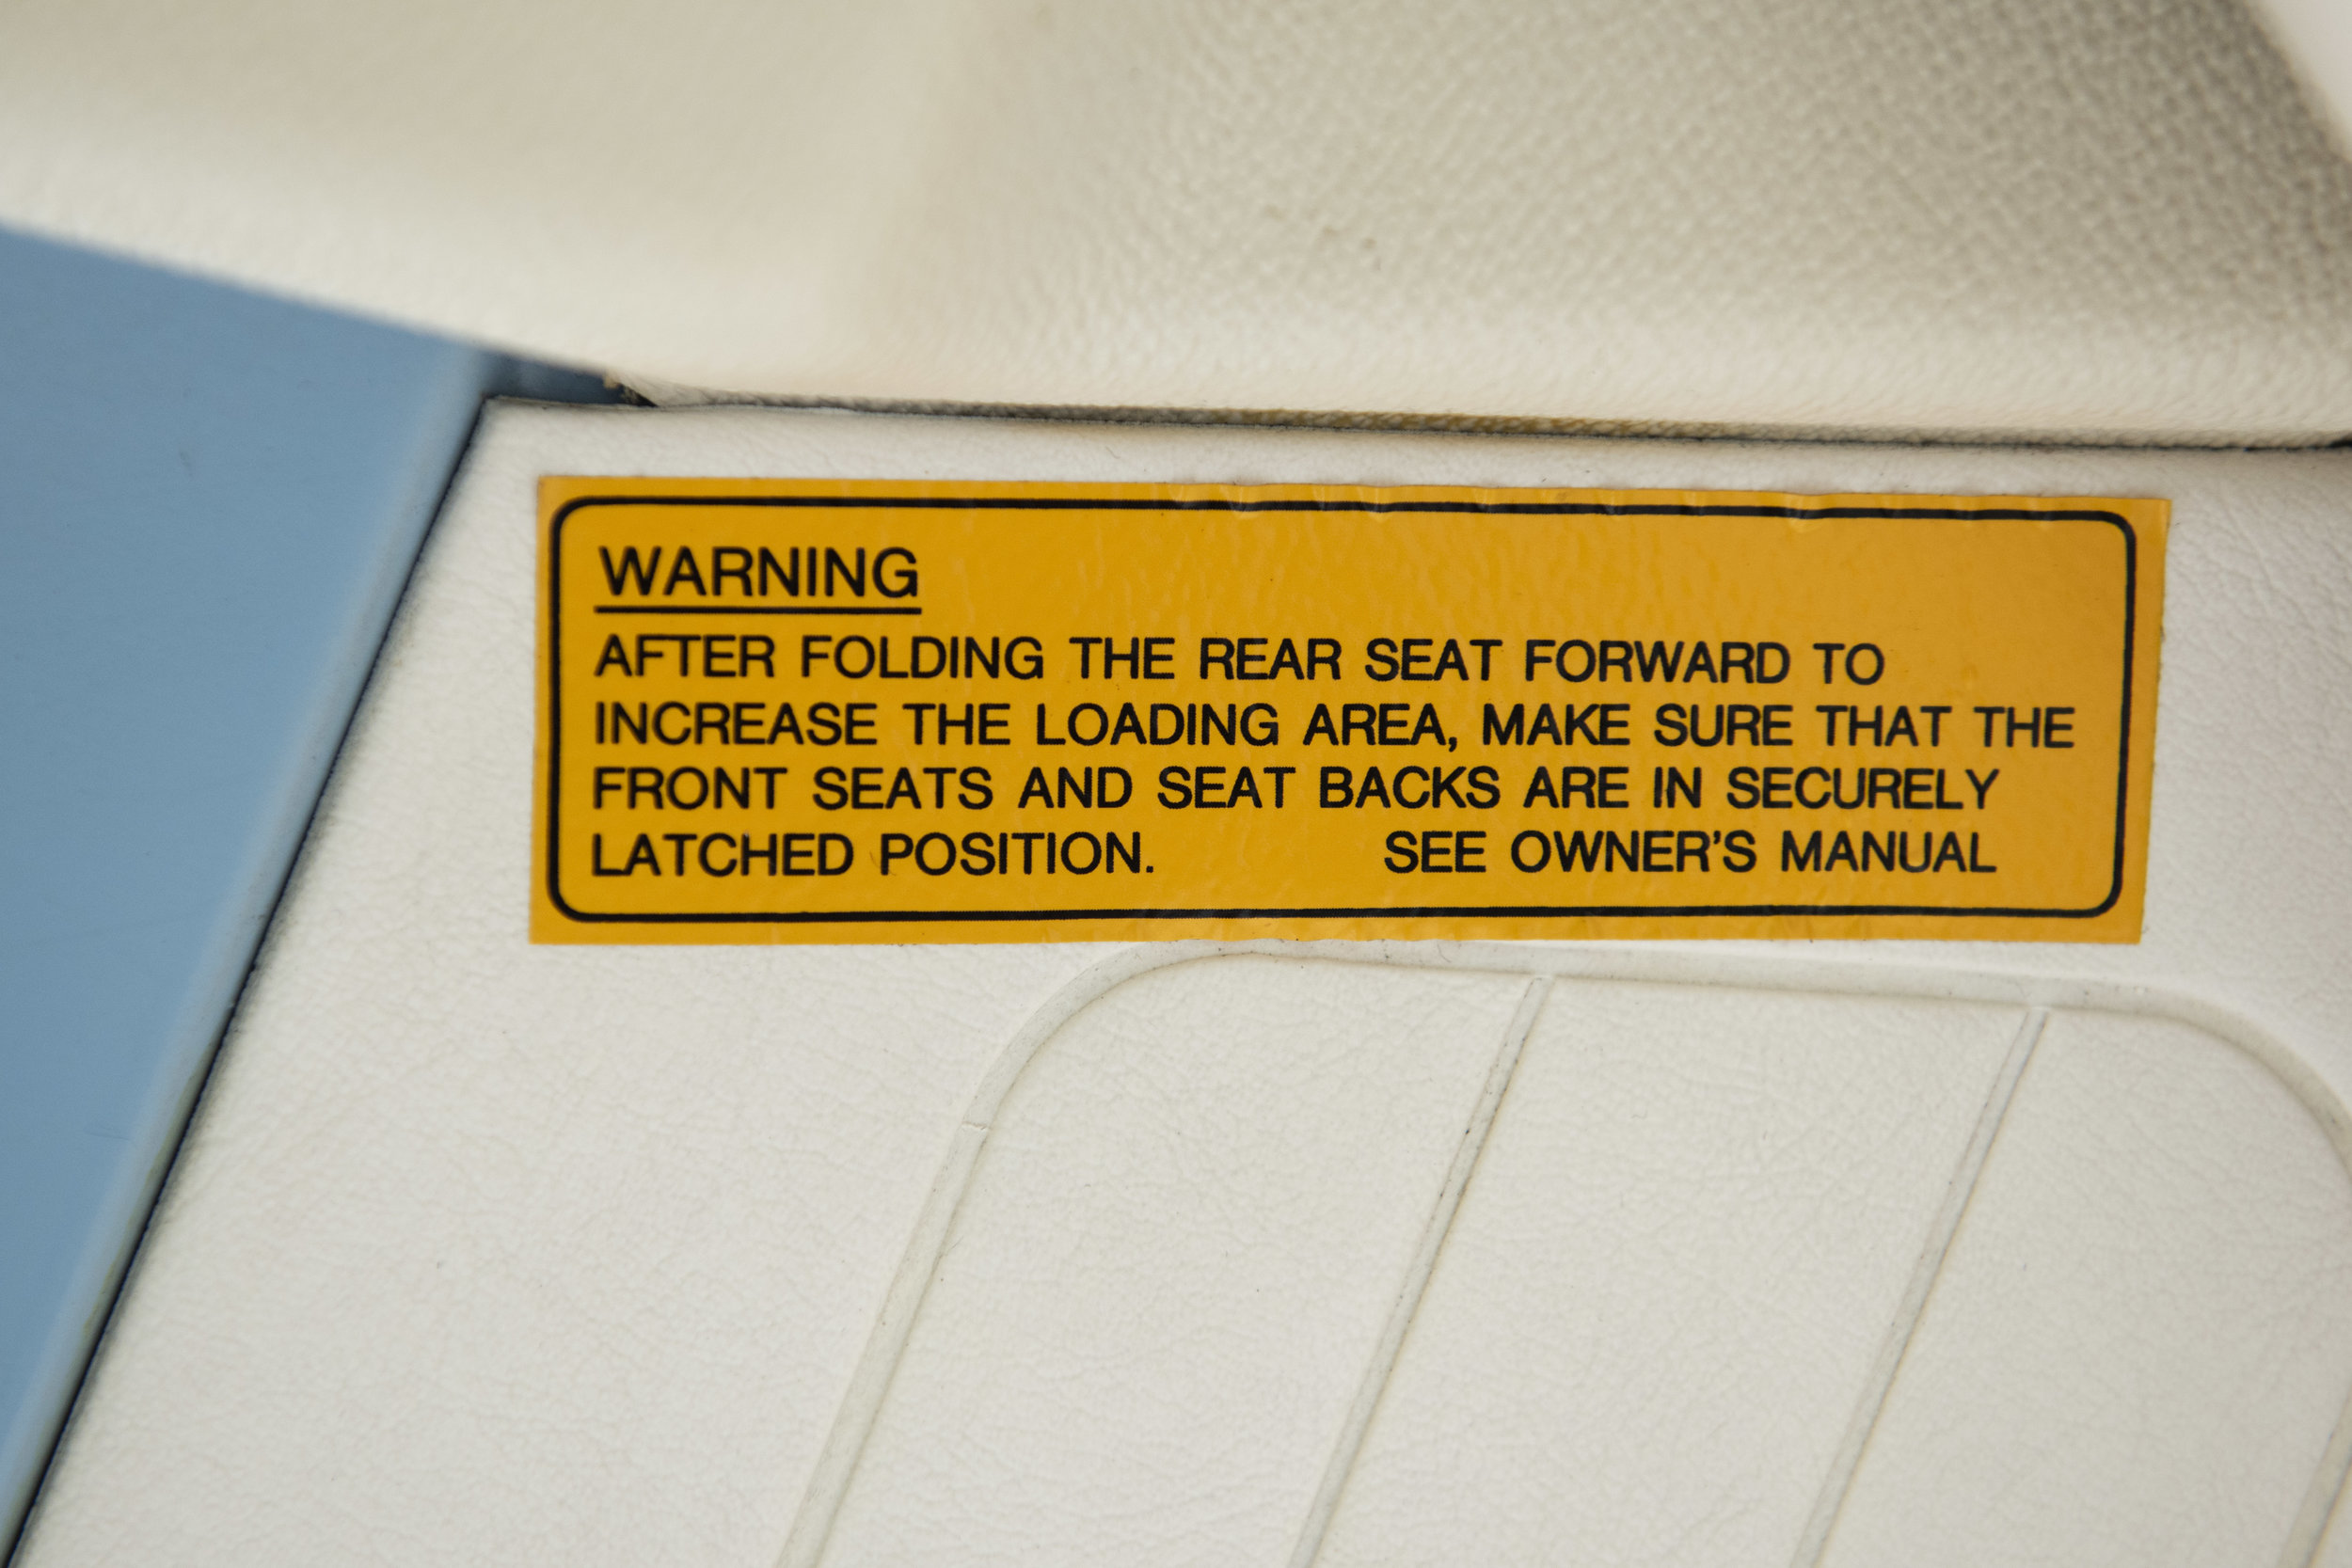 WARNING
AFTER FOLDING THE REAR SEAT FORWARD TO
INCREASE THE LOADING AREA, MAKE SURE THAT THE
FRONT SEATS AND SEAT BACKS ARE IN SECURELY
LATCHED POSITION. SEE OWNER'S MANUAL